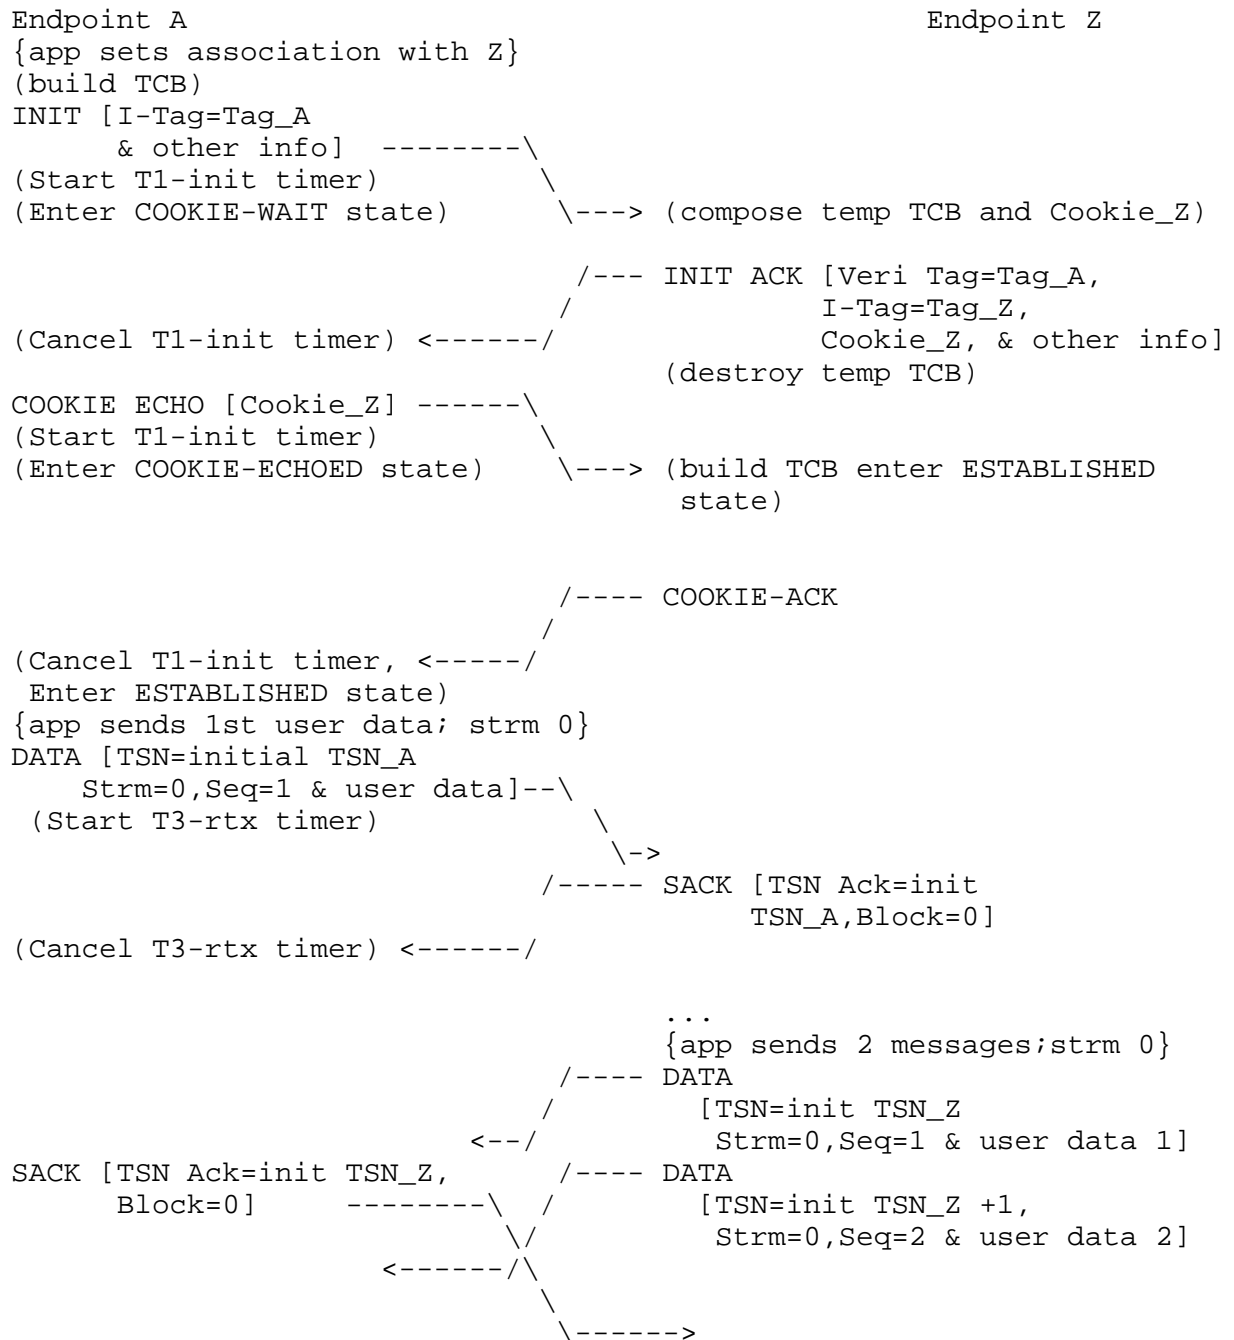 Endpoint A                                          Endpoint Z
{app sets association with Z}
(build TCB)
INIT [I-Tag=Tag_A
      & other info]  --------\
(Start T1-init timer)         \
(Enter COOKIE-WAIT state)      \---> (compose temp TCB and Cookie_Z)
                                /--- INIT ACK [Veri Tag=Tag_A,
                               /              I-Tag=Tag_Z,
(Cancel T1-init timer) <------/               Cookie_Z, & other info]
                                     (destroy temp TCB)
COOKIE ECHO [Cookie_Z] ------\
(Start T1-init timer)         \
(Enter COOKIE-ECHOED state)    \---> (build TCB enter ESTABLISHED
                                      state)
                               /---- COOKIE-ACK
                              /
(Cancel T1-init timer, <-----/
 Enter ESTABLISHED state)
{app sends 1st user data; strm 0}
DATA [TSN=initial TSN_A
    Strm=0,Seq=1 & user data]--\
 (Start T3-rtx timer)            \
                                  \->
                              /----- SACK [TSN Ack=init
                                          TSN_A,Block=0]
(Cancel T3-rtx timer) <------/
                                     ...
                                     {app sends 2 messages;strm 0}
                               /---- DATA
                              /        [TSN=init TSN_Z
                          <--/          Strm=0,Seq=1 & user data 1]
SACK [TSN Ack=init TSN_Z,      /---- DATA
      Block=0]     --------\  /        [TSN=init TSN_Z +1,
                            \/          Strm=0,Seq=2 & user data 2]
                     <------/\
                              \
                               \------>